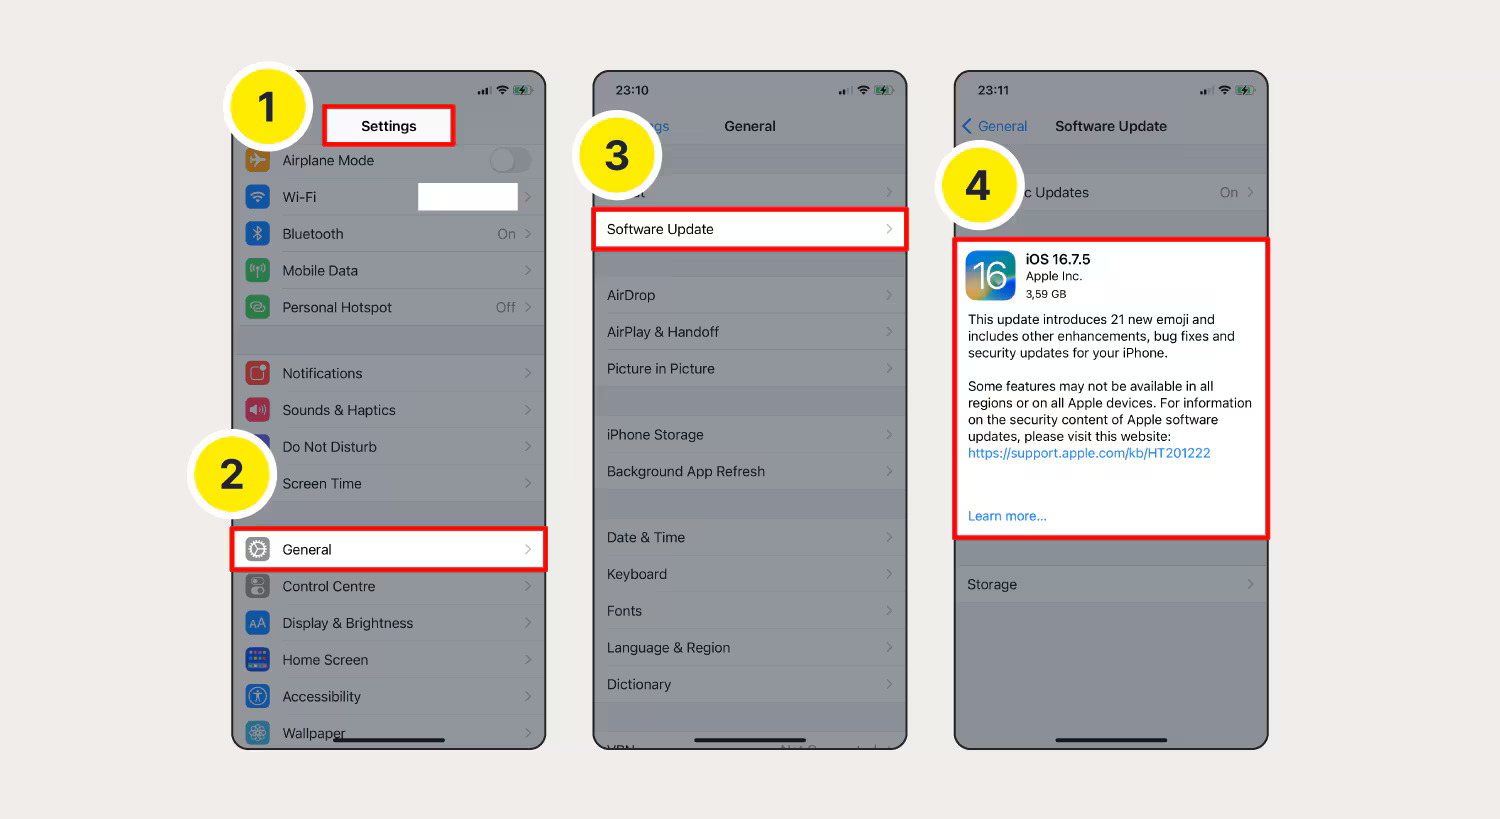 1
Settings
Airplane Mode
Wi-Fi
Bluetooth On
Mobile Data
Personal Hotspot Off
Notifications
Sounds & Haptics
Do Not Disturb
2
Screen Time
General
Control Centre
AA Display & Brightness
Home Screen
Accessibility
Wallpaper
23:10
General
3
Software Update
AirDrop
AirPlay & Handoff
Picture in Picture
iPhone Storage
Background App Refresh
Date & Time
Keyboard
Fonts
Language & Region
Dictionary
VPN
23:11
General Software Update
4
Updates On
16
iOS 16.7.5
Apple Inc.
3,59 GB
This update introduces 21 new emoji and
includes other enhancements, bug fixes and
security updates for your iPhone.
Some features may not be available in all
regions or on all Apple devices. For information
on the security content of Apple software
updates, please visit this website:
https://support.apple.com/kb/HT201222
Learn more...
Storage